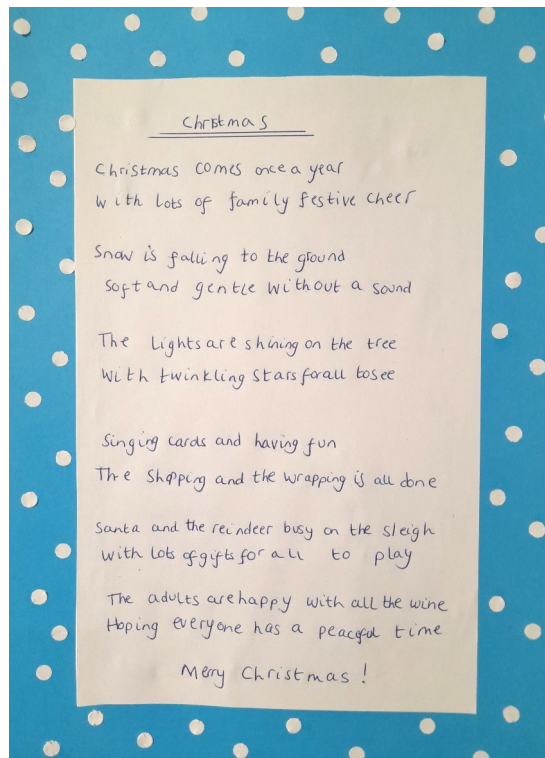 Christmas
Christmas comes once a year
With lots of family festive cheer
Snow is falling to the ground
Soft and gentle without a sound
The Lights are shining on the tree
With twinkling stars for all to see
Singing cards and having fun
The Shopping and the wrapping is all done
Santa and the reindeer busy on the sleigh
With lots of gifts for all to play
The adults are happy with all the wine
Hoping everyone has a peaceful time
Merry Christmas!